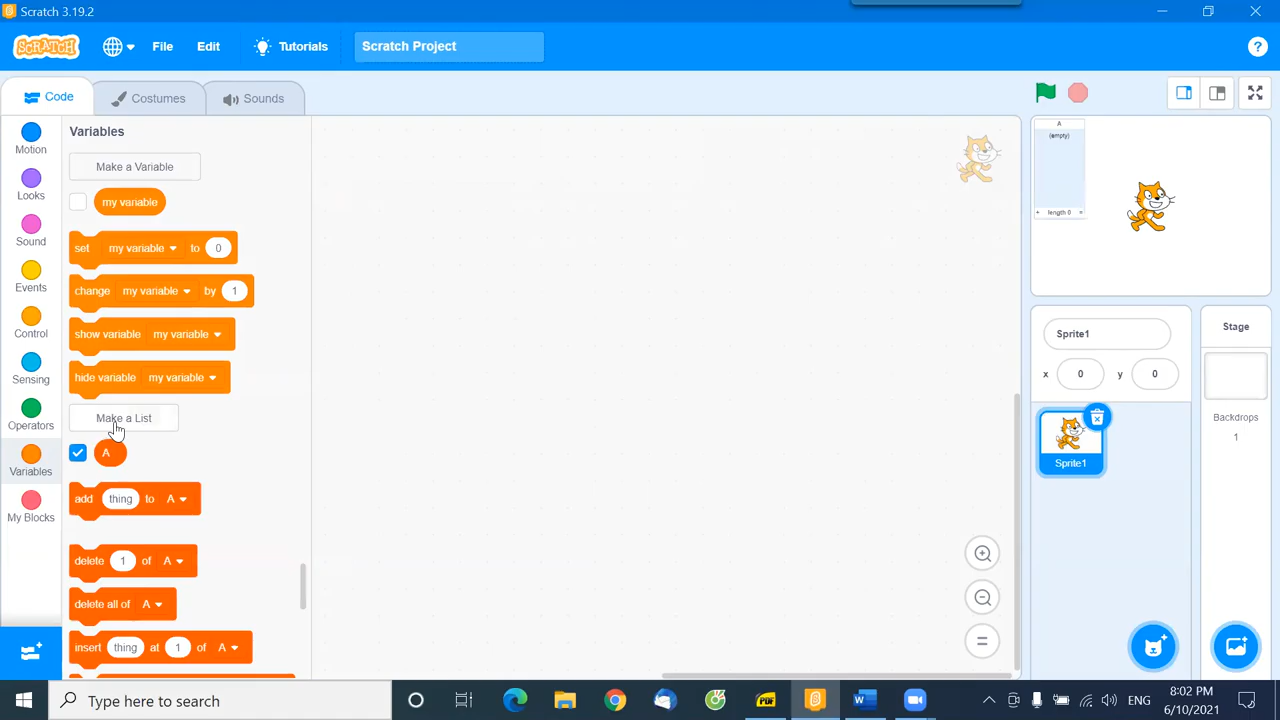 Scratch 3.19.2
SCRATCH
File
Edit
Tutorials
Scratch Project
?
Code
Costumes
Sounds
Motion
Looks
Sound
Events
Control
Sensing
Operators
Variables
My Blocks
Variables
Make a Variable
my variable
set my variable to 0
change my variable by 1
show variable my variable
hide variable my variable
Make a List
A
add thing to A
delete 1 of A
delete all of A
insert thing at 1 of A
A
(empty)
+ length 0 =
Sprite1
x 0 y 0
Sprite1
Stage
Backdrops
1
Type here to search
PDF
ENG
8:02 PM
6/10/2021